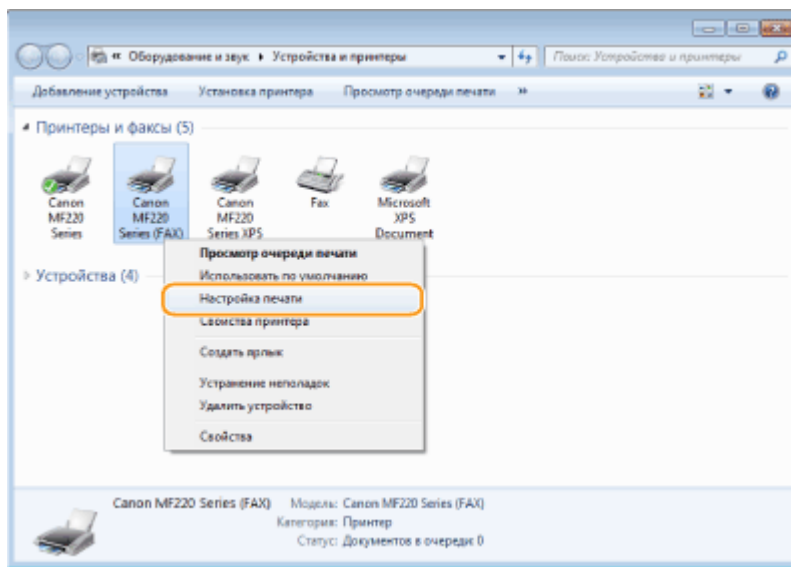 « Оборудование и звук ▸ Устройства и принтеры
Поиск: Устройства и принтеры
Добавление устройства Установка принтера Просмотр очереди печати »
Принтеры и факсы (5)
Canon MF220 Series
Canon MF220 Series (FAX)
Canon MF220 Series XPS
Fax
Microsoft XPS Document
Устройства (4)
Просмотр очереди печати
Использовать по умолчанию
Настройка печати
Свойства принтера
Создать ярлык
Устранение неполадок
Удалить устройство
Свойства
Canon MF220 Series (FAX) Модель: Canon MF220 Series (FAX)
Категория: Принтер
Статус: Документов в очереди: 0